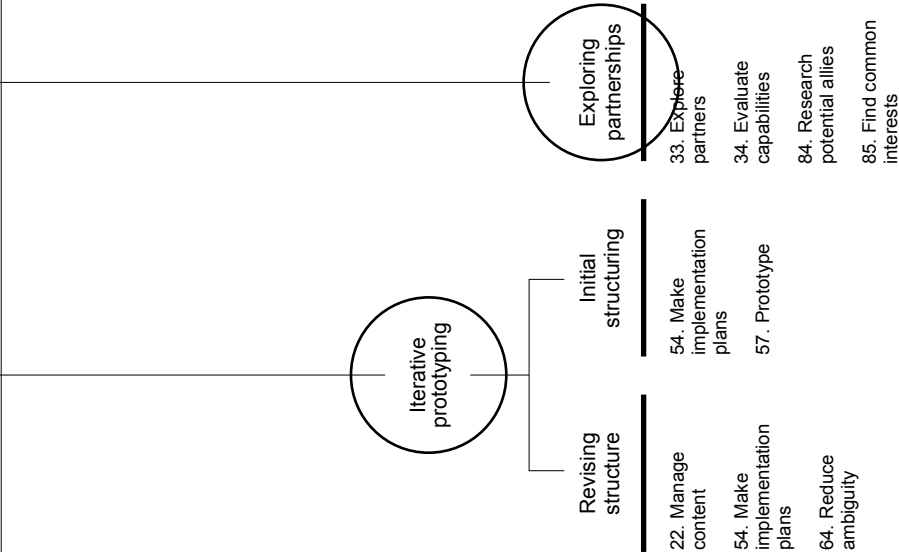 Iterative
prototyping
Revising
structure
22. Manage
content
54. Make
implementation
plans
64. Reduce
ambiguity
Initial
structuring
54. Make
implementation
plans
57. Prototype
Exploring
partnerships
33. Explore
partners
34. Evaluate
capabilities
84. Research
potential allies
85. Find common
interests